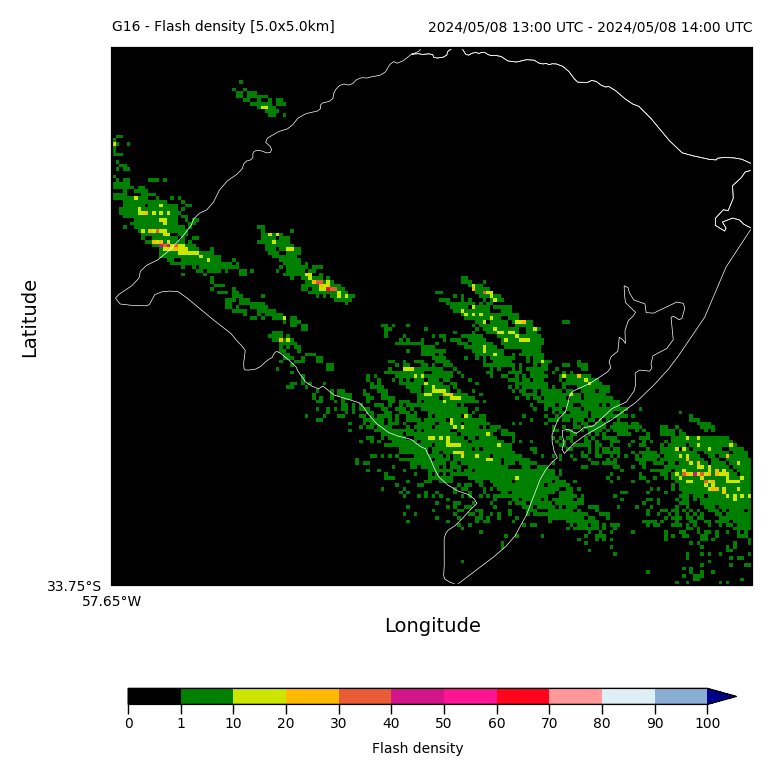 G16 - Flash density [5.0x5.0km]
2024/05/08 13:00 UTC - 2024/05/08 14:00 UTC
Latitude
33.75°S
57.65°W
Longitude
0 1 10 20 30 40 50 60 70 80 90 100
Flash density